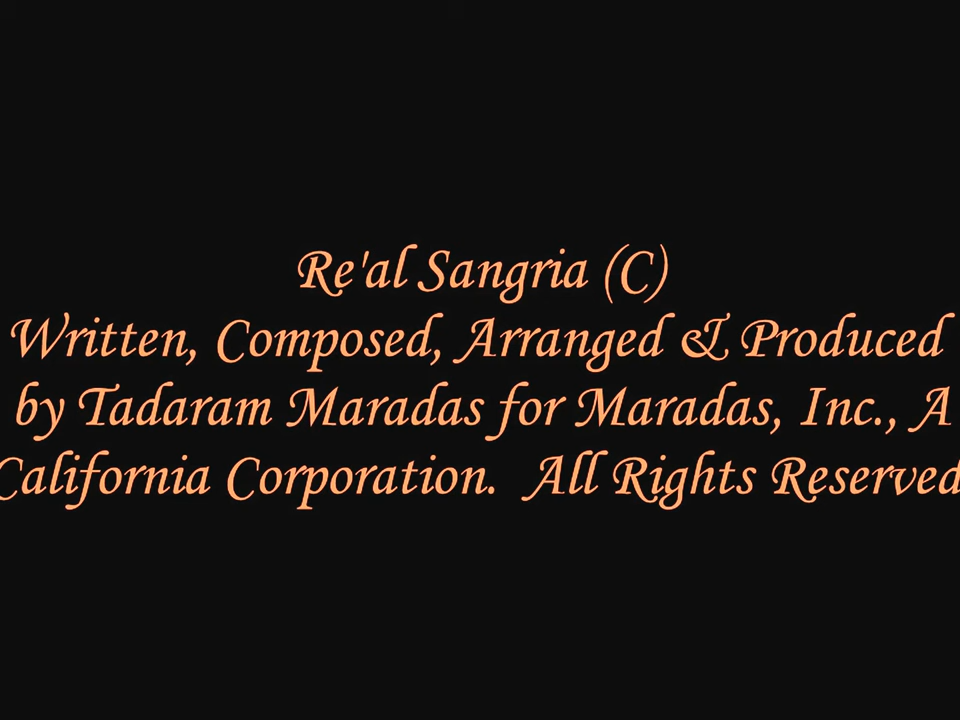 Re'al Sangria (C)
Written, Composed, Arranged & Produced
by Tadaram Maradas for Maradas, Inc., A
California Corporation. All Rights Reserved